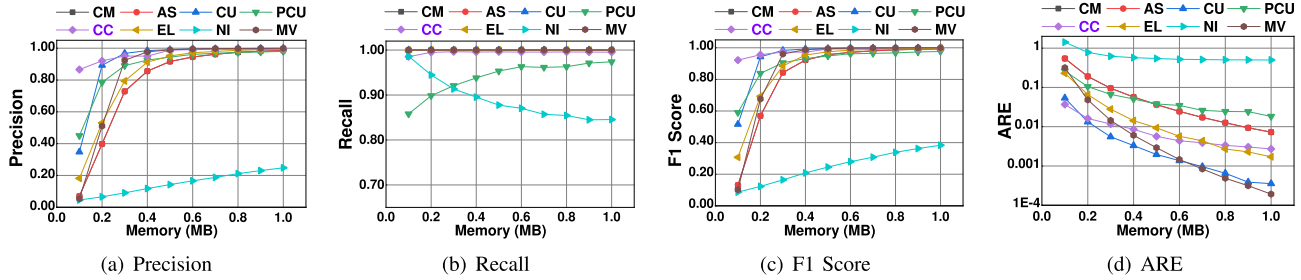 CM AS CU PCU
CC EL NI MV
1.00
0.80
0.60
0.40
0.20
0.00
Precision
0.0 0.2 0.4 0.6 0.8 1.0
Memory (MB)
(a) Precision
CM AS CU PCU
CC EL NI MV
1.00
0.90
0.80
0.70
Recall
0.0 0.2 0.4 0.6 0.8 1.0
Memory (MB)
(b) Recall
CM AS CU PCU
CC EL NI MV
1.00
0.80
0.60
0.40
0.20
0.00
F1 Score
0.0 0.2 0.4 0.6 0.8 1.0
Memory (MB)
(c) F1 Score
CM AS CU PCU
CC EL NI MV
1
0.1
0.01
0.001
1E-4
ARE
0.0 0.2 0.4 0.6 0.8 1.0
Memory (MB)
(d) ARE